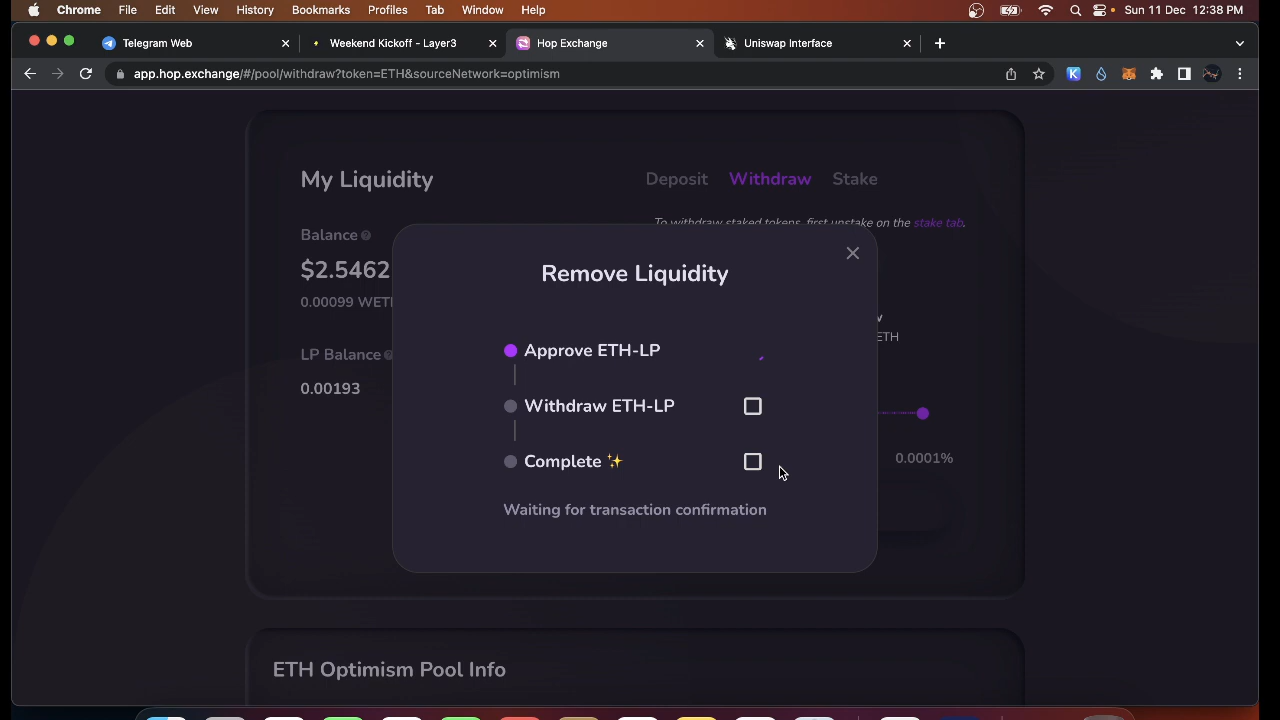 Chrome File Edit View History Bookmarks Profiles Tab Window Help Sun 11 Dec 12:38 PM
Telegram Web Weekend Kickoff - Layer3 Hop Exchange Uniswap Interface
app.hop.exchange/#/pool/withdraw?token=ETH&sourceNetwork=optimism
My Liquidity Deposit Withdraw Stake
To withdraw staked tokens, first unstake on the stake tab.
Balance
$2.5462
0.00099
ETH
LP Balance
0.00193
0.0001%
Remove Liquidity
Approve ETH-LP
Withdraw ETH-LP
Complete ✨
Waiting for transaction confirmation
ETH Optimism Pool Info